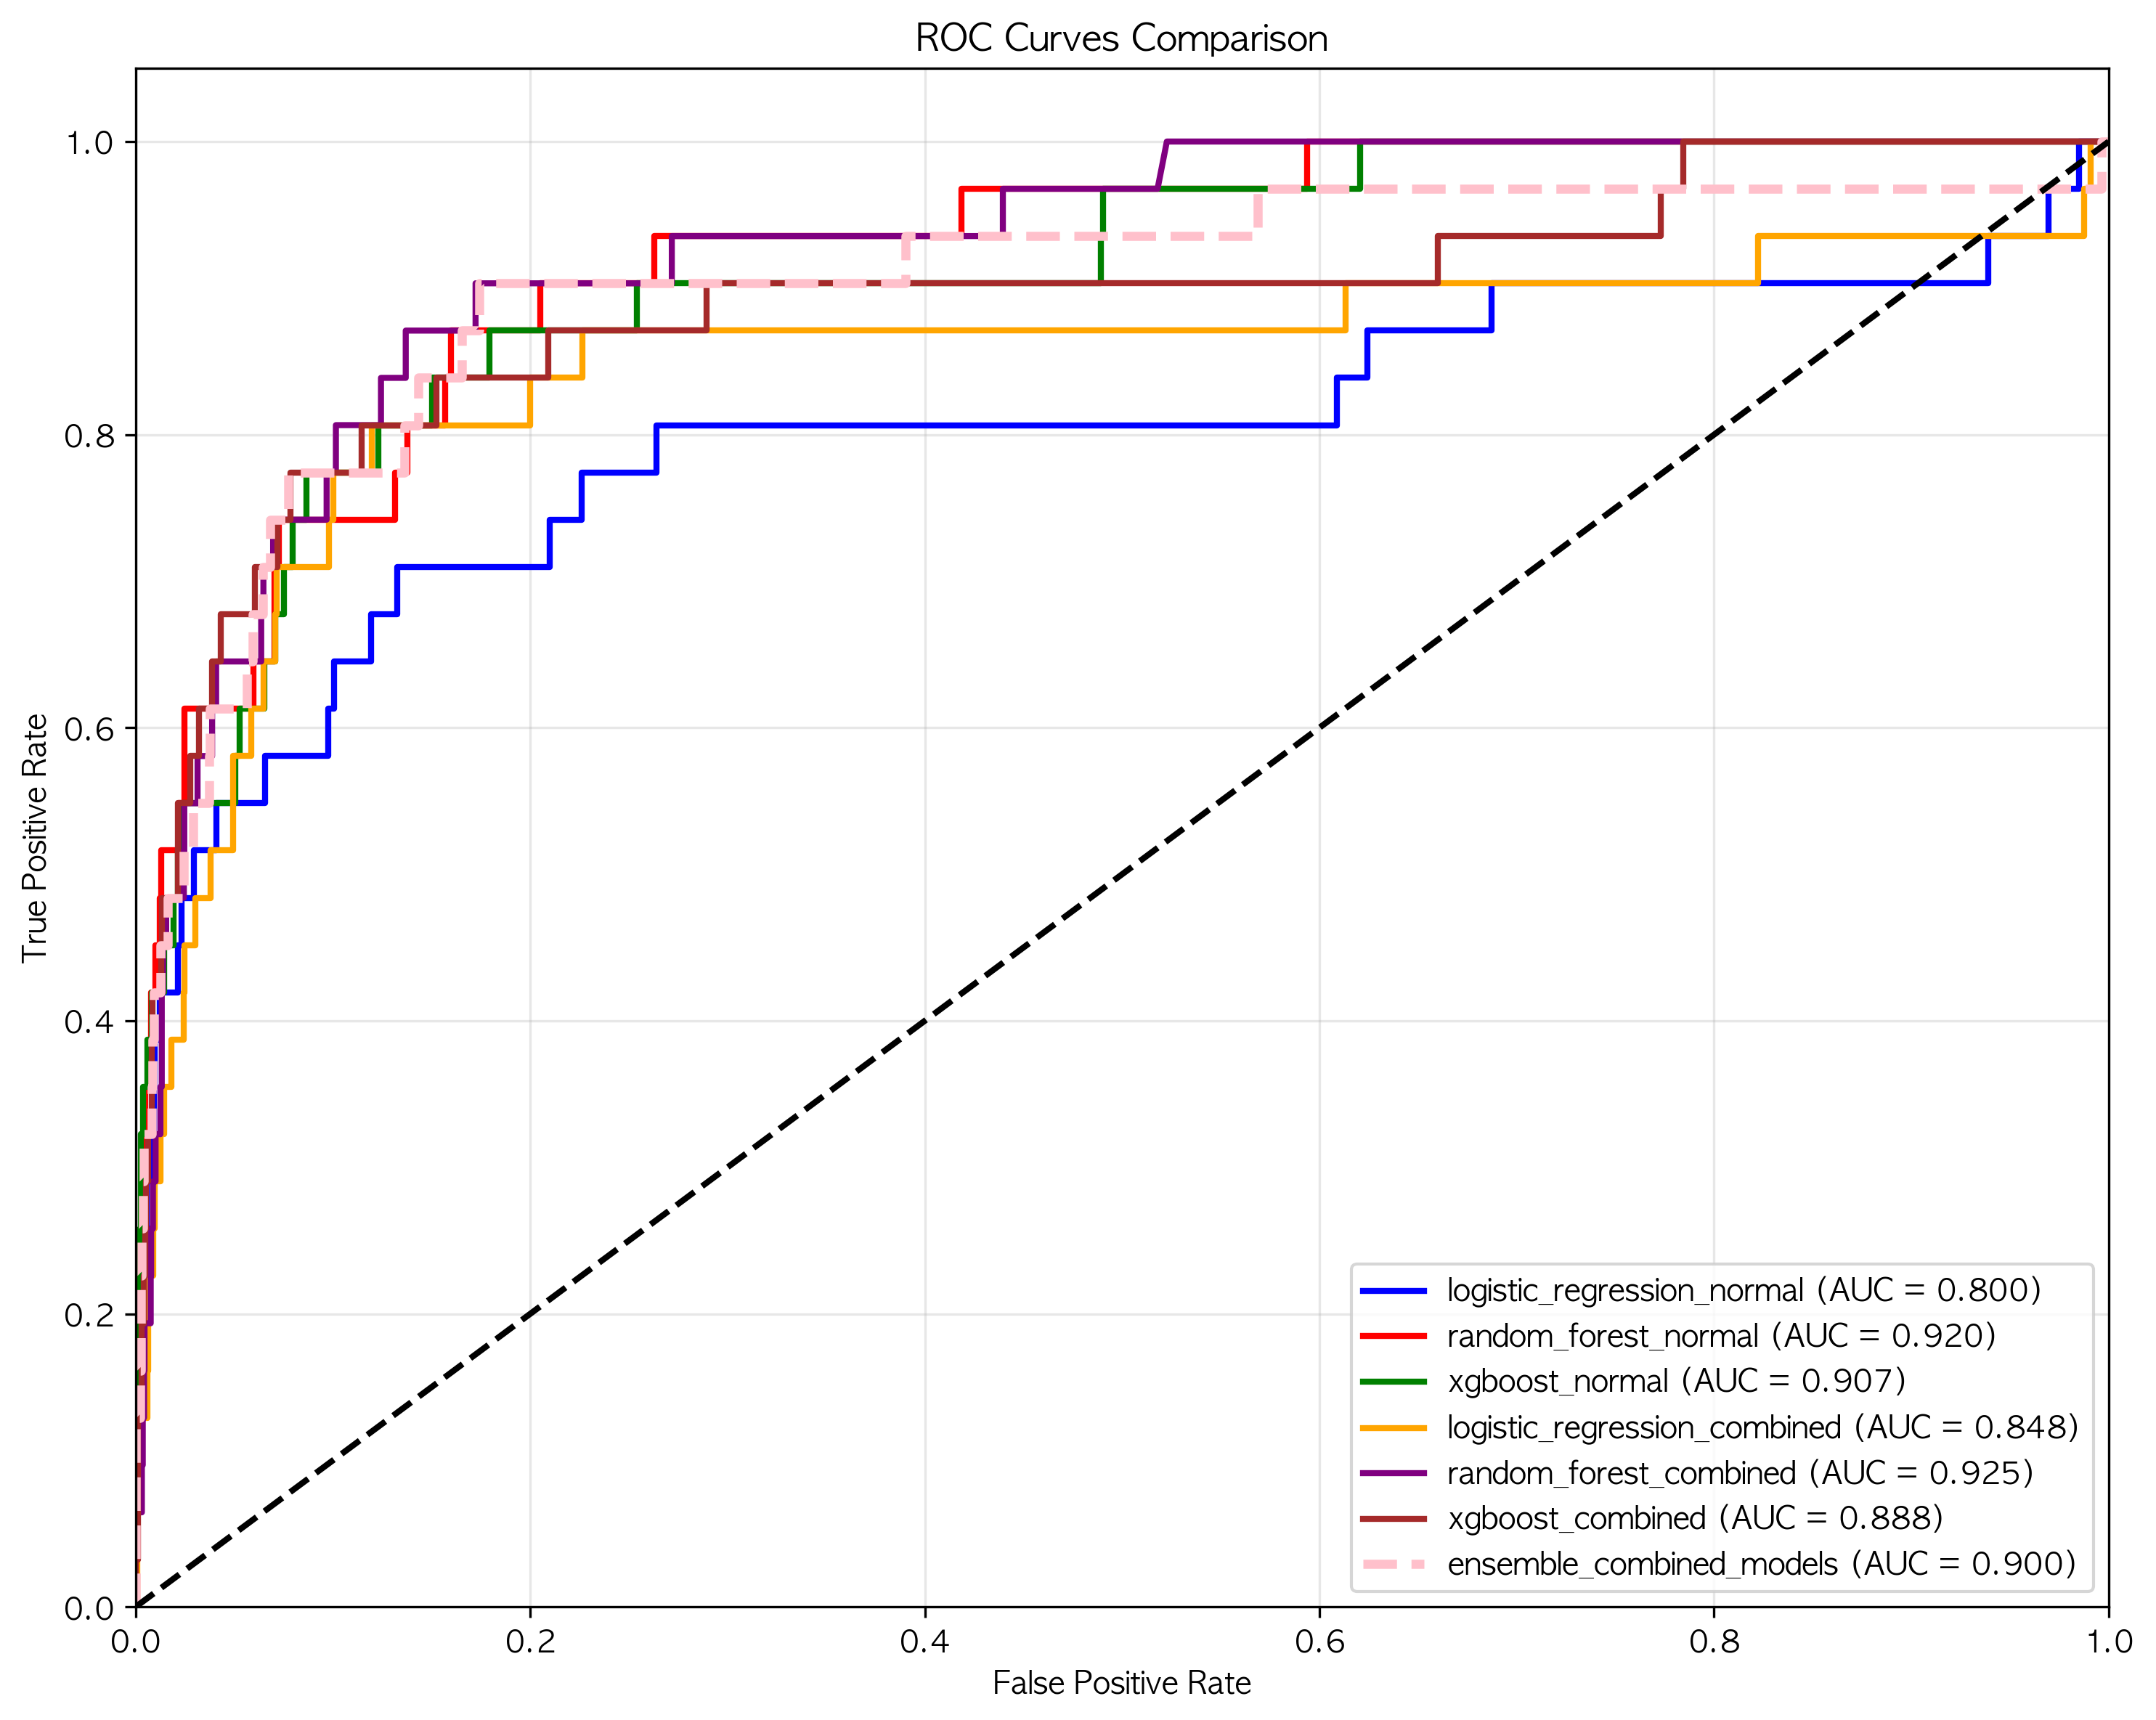 ROC Curves Comparison
True Positive Rate
1.0
0.8
0.6
0.4
0.2
0.0
logistic_regression_normal (AUC = 0.800)
random_forest_normal (AUC = 0.920)
xgboost_normal (AUC = 0.907)
logistic_regression_combined (AUC = 0.848)
random_forest_combined (AUC = 0.925)
xgboost_combined (AUC = 0.888)
ensemble_combined_models (AUC = 0.900)
0.0 0.2 0.4 0.6 0.8 1.0
False Positive Rate